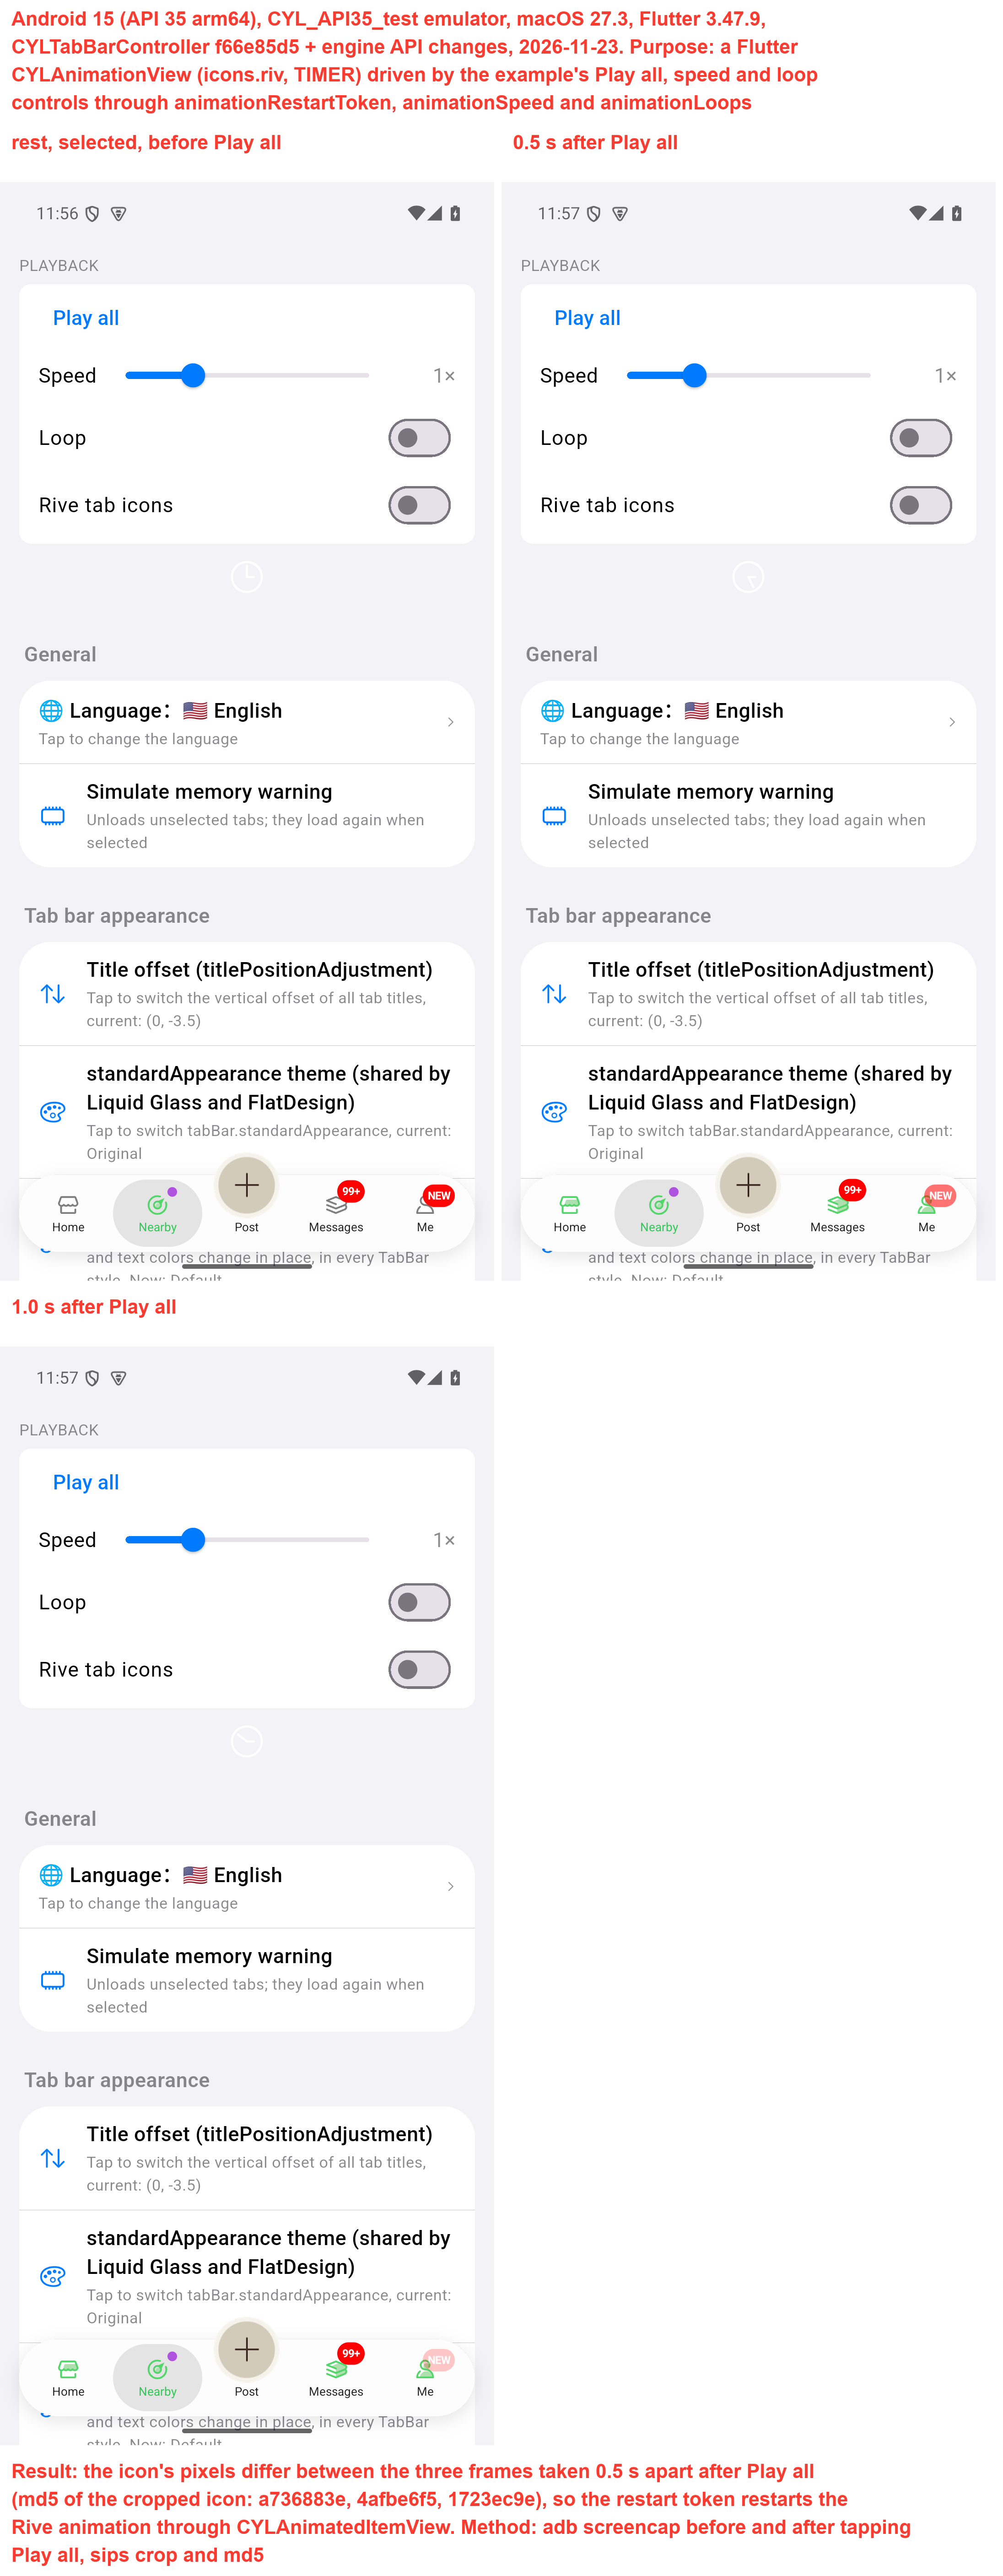 Android 15 (API 35 arm64), CYL_API35_test emulator, macOS 27.3, Flutter 3.47.9,
CYLTabBarController f66e85d5 + engine API changes, 2026-11-23. Purpose: a Flutter
CYLAnimationView (icons.riv, TIMER) driven by the example's Play all, speed and loop
controls through animationRestartToken, animationSpeed and animationLoops
rest, selected, before Play all
11:56
PLAYBACK
Play all
Speed 1×
Loop
Rive tab icons
General
🌐 Language：🇺🇸 English
Tap to change the language
Simulate memory warning
Unloads unselected tabs; they load again when
selected
Tab bar appearance
Title offset (titlePositionAdjustment)
Tap to switch the vertical offset of all tab titles,
current: (0, -3.5)
standardAppearance theme (shared by
Liquid Glass and FlatDesign)
Tap to switch tabBar.standardAppearance, current:
Original
99+ NEW
Home Nearby Post Messages Me
and text colors change in place, in every TabBar
style. Now: Default
0.5 s after Play all
11:57
PLAYBACK
Play all
Speed 1×
Loop
Rive tab icons
General
🌐 Language：🇺🇸 English
Tap to change the language
Simulate memory warning
Unloads unselected tabs; they load again when
selected
Tab bar appearance
Title offset (titlePositionAdjustment)
Tap to switch the vertical offset of all tab titles,
current: (0, -3.5)
standardAppearance theme (shared by
Liquid Glass and FlatDesign)
Tap to switch tabBar.standardAppearance, current:
Original
99+ NEW
Home Nearby Post Messages Me
and text colors change in place, in every TabBar
style. Now: Default
1.0 s after Play all
11:57
PLAYBACK
Play all
Speed 1×
Loop
Rive tab icons
General
🌐 Language：🇺🇸 English
Tap to change the language
Simulate memory warning
Unloads unselected tabs; they load again when
selected
Tab bar appearance
Title offset (titlePositionAdjustment)
Tap to switch the vertical offset of all tab titles,
current: (0, -3.5)
standardAppearance theme (shared by
Liquid Glass and FlatDesign)
Tap to switch tabBar.standardAppearance, current:
Original
99+ NEW
Home Nearby Post Messages Me
and text colors change in place, in every TabBar
style. Now: Default
Result: the icon's pixels differ between the three frames taken 0.5 s apart after Play all
(md5 of the cropped icon: a736883e, 4afbe6f5, 1723ec9e), so the restart token restarts the
Rive animation through CYLAnimatedItemView. Method: adb screencap before and after tapping
Play all, sips crop and md5